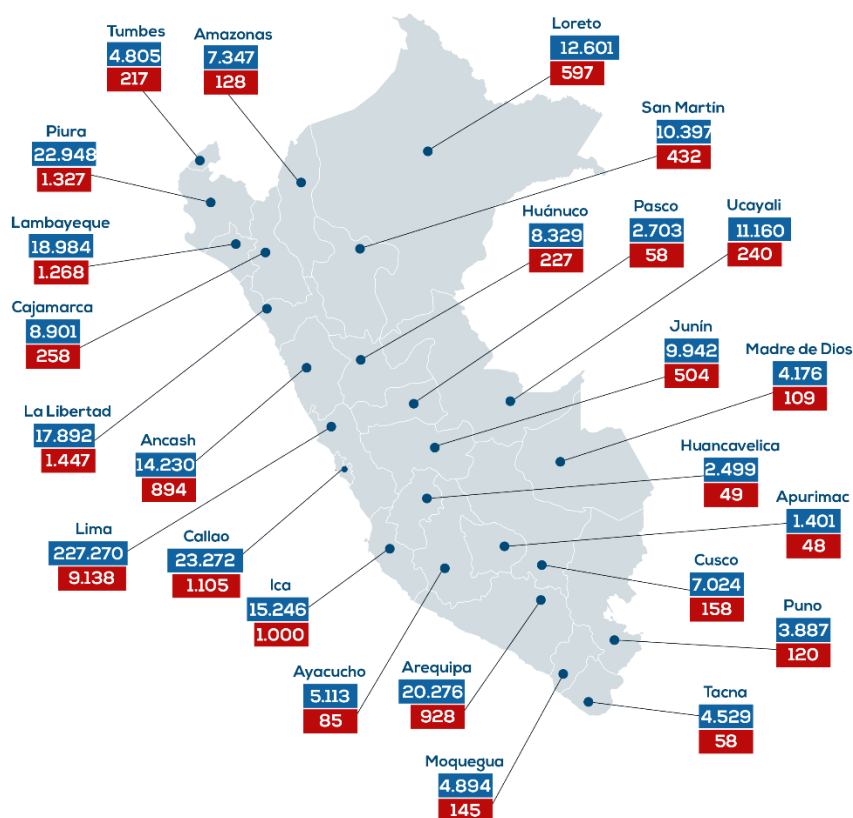 Tumbes
4.805
217
Amazonas
7.347
128
Loreto
12.601
597
San Martín
10.397
432
Piura
22.948
1.327
Lambayeque
18.984
1.268
Huánuco
8.329
227
Pasco
2.703
58
Ucayali
11.160
240
Cajamarca
8.901
258
Junín
9.942
504
Madre de Dios
4.176
109
La Libertad
17.892
1.447
Ancash
14.230
894
Huancavelica
2.499
49
Apurimac
1.401
48
Lima
227.270
9.138
Callao
23.272
1.105
Ica
15.246
1.000
Cusco
7.024
158
Puno
3.887
120
Ayacucho
5.113
85
Arequipa
20.276
928
Tacna
4.529
58
Moquegua
4.894
145